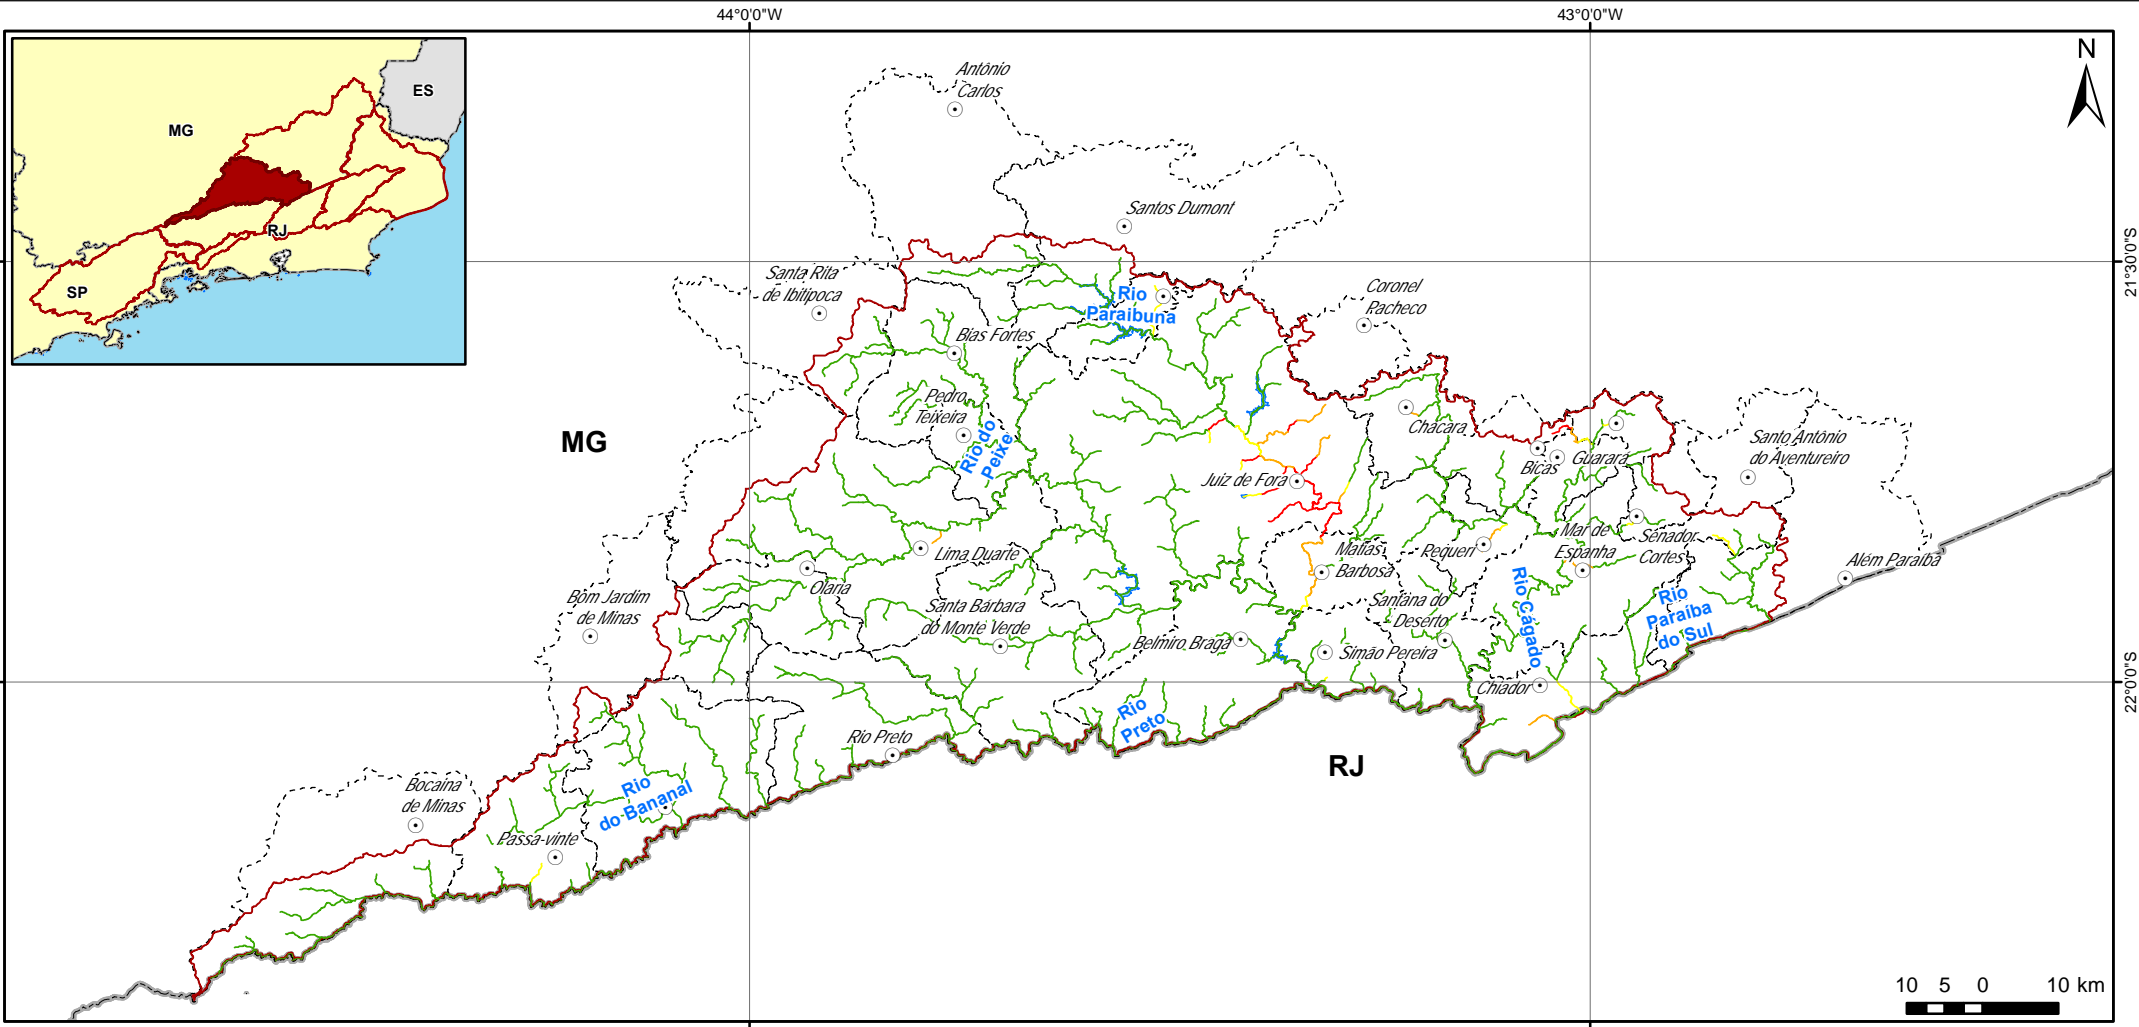 44°0'0"W
43°0'0"W
N
ES
MG
RJ
SP
Antônio
Carlos
Santos Dumont
21°30'0"S
Santa Rita
de Ibitipoca
Rio
Paraibuna
Coronel
Pacheco
Bias Fortes
Pedro
Teixeira
Rio do
Peixe
MG
Chácara
Santo Antônio
do Aventureiro
Bicas
Guarará
Juiz de Fora
Lima Duarte
Olaria
Matias
Barbosa
Pequeri
Mar de
Espanha
Senador
Cortes
Além Paraíba
Bom Jardim
de Minas
Santa Bárbara
do Monte Verde
Santana do
Deserto
Rio Cágado
Rio
Paraíba
do Sul
Belmiro Braga
Simão Pereira
22°0'0"S
Chiador
Rio
Preto
Rio Preto
RJ
Rio
do Bananal
Bocaina
de Minas
Passa-vinte
10 5 0 10 km